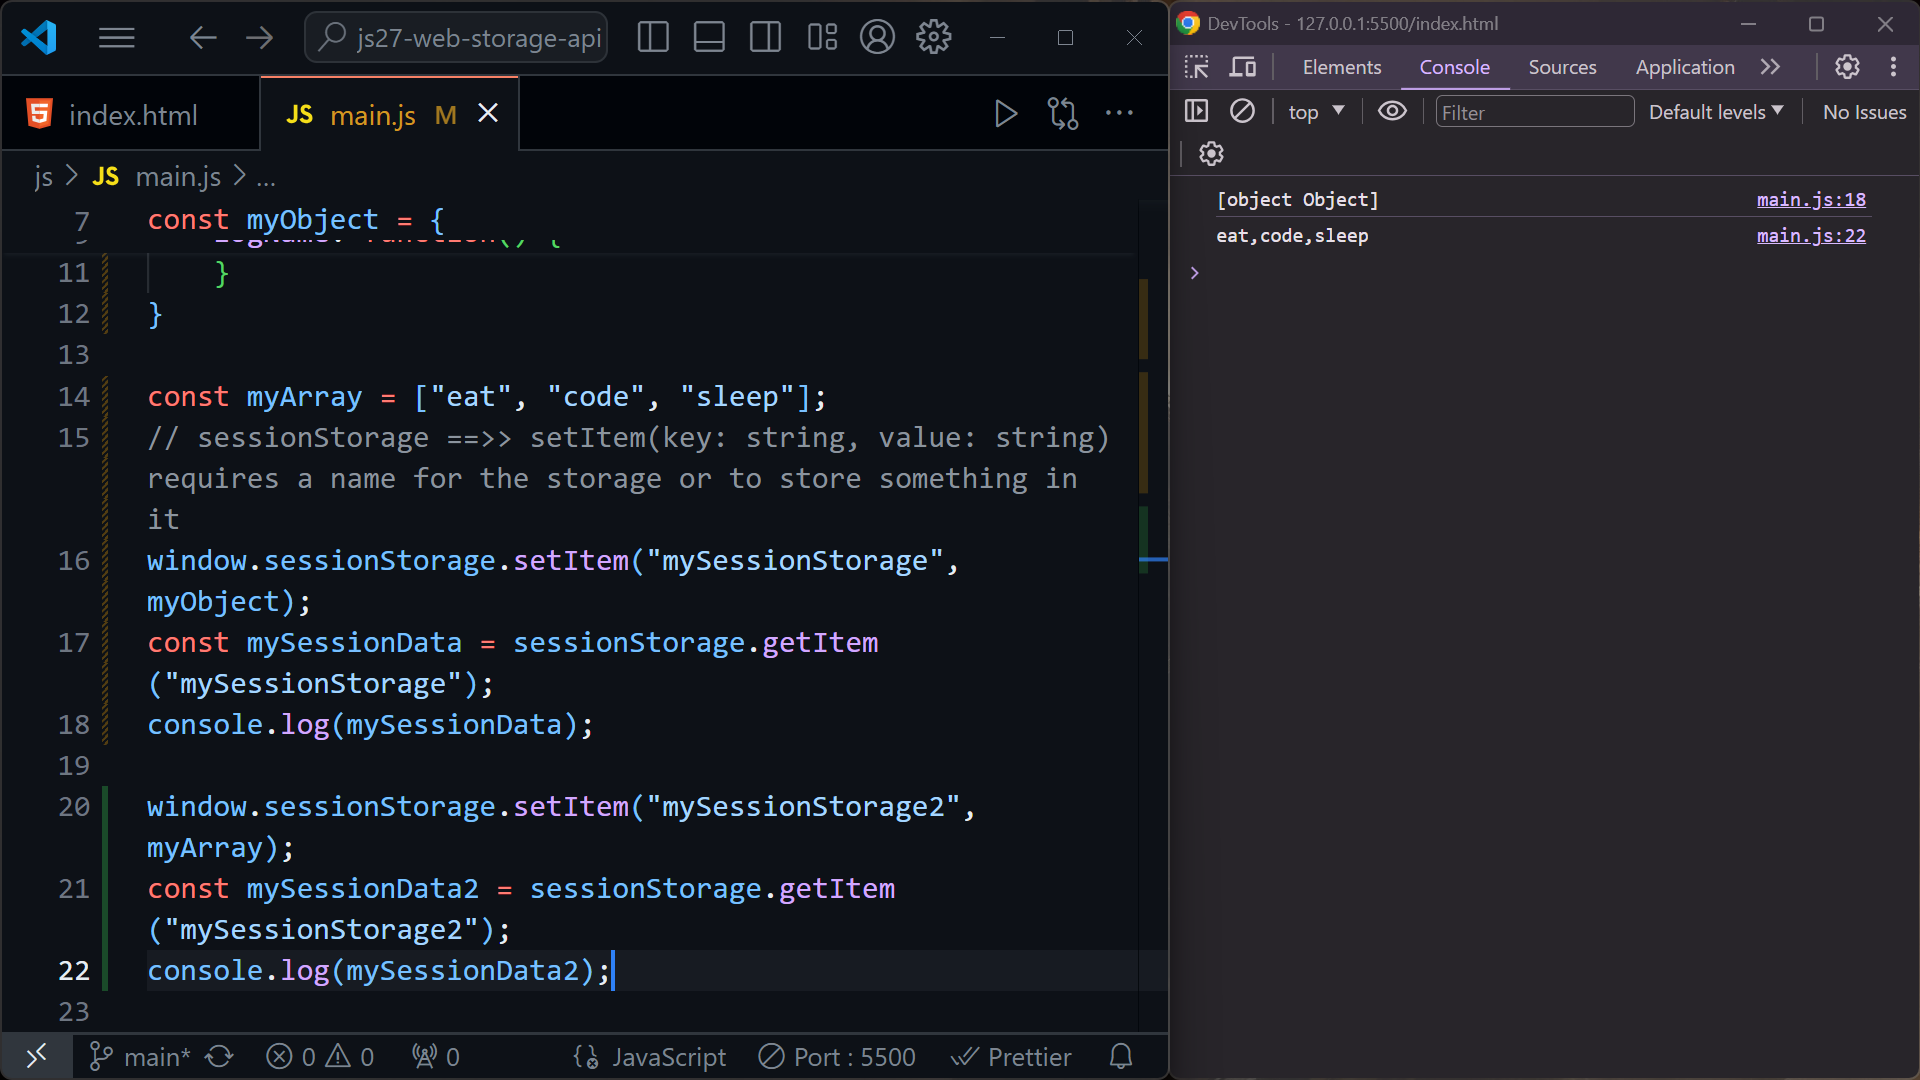 js27-web-storage-api
index.html
JS main.js M
js > JS main.js > ...
7 const myObject = {
11 }
12 }
13
14 const myArray = ["eat", "code", "sleep"];
15 // sessionStorage ==>> setItem(key: string, value: string)
requires a name for the storage or to store something in
it
16 window.sessionStorage.setItem("mySessionStorage",
myObject);
17 const mySessionData = sessionStorage.getItem
("mySessionStorage");
18 console.log(mySessionData);
19
20 window.sessionStorage.setItem("mySessionStorage2",
myArray);
21 const mySessionData2 = sessionStorage.getItem
("mySessionStorage2");
22 console.log(mySessionData2);
23
main* 0 0 0 JavaScript Port : 5500 Prettier
DevTools - 127.0.0.1:5500/index.html
Elements Console Sources Application
top Filter Default levels No Issues
[object Object] main.js:18
eat,code,sleep main.js:22